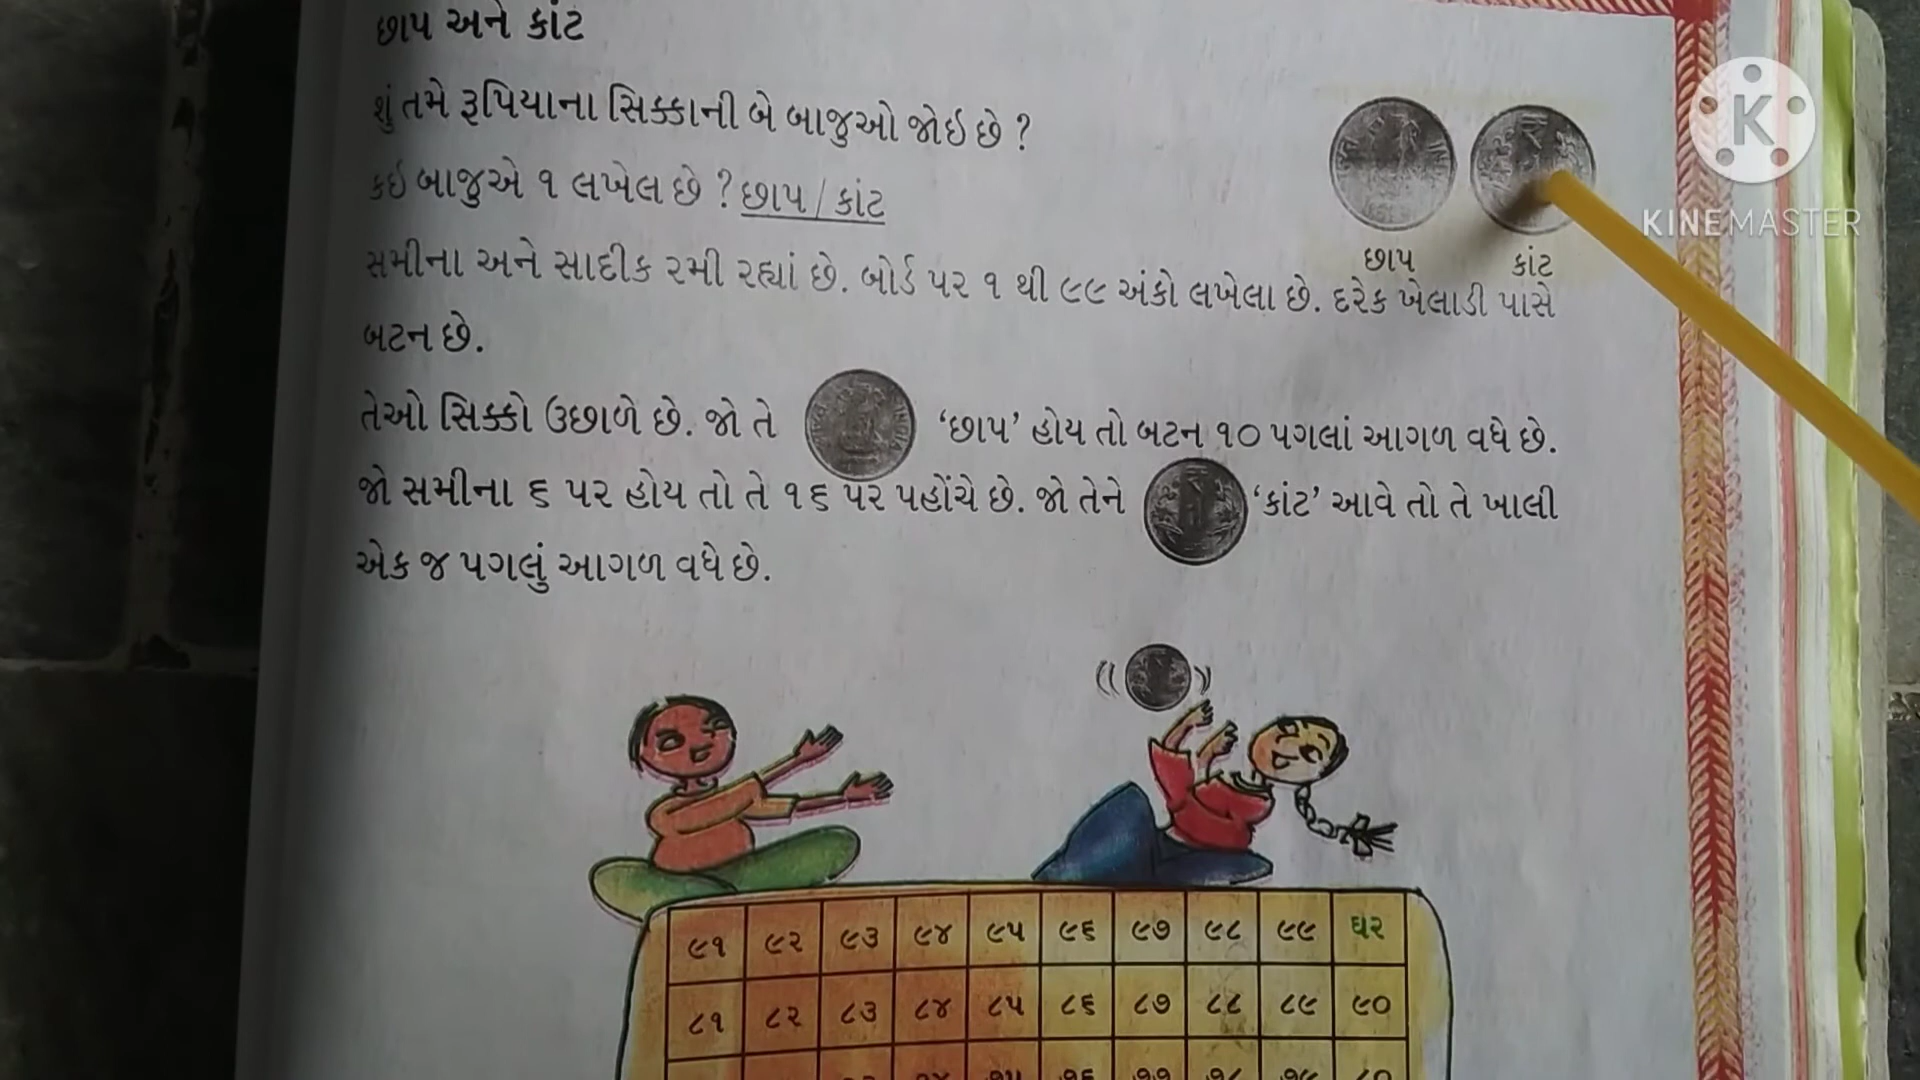 છાપ અને કાંટ
શું તમે રૂપિયાના સિક્કાની બે બાજુઓ જોઇ છે ?
કઇ બાજુએ ૧ લખેલ છે ? છાપ / કાંટ
છાપ કાંટ
K
KINEMASTER
સમીના અને સાદીક રમી રહ્યાં છે. બોર્ડ પર ૧ થી ૯૯ અંકો લખેલા છે. દરેક ખેલાડી પાસે
બટન છે.
તેઓ સિક્કો ઉછાળે છે. જો તે ‘છાપ’ હોય તો બટન ૧૦ પગલાં આગળ વધે છે.
જો સમીના ૬ પર હોય તો તે ૧૬ પર પહોંચે છે. જો તેને ‘કાંટ’ આવે તો તે ખાલી
એક જ પગલું આગળ વધે છે.
૯૧ ૯૨ ૯૩ ૯૪ ૯૫ ૯૬ ૯૭ ૯૮ ૯૯ ઘર
૮૧ ૮૨ ૮૩ ૮૪ ૮૫ ૮૬ ૮૭ ૮૮ ૮૯ ૯૦